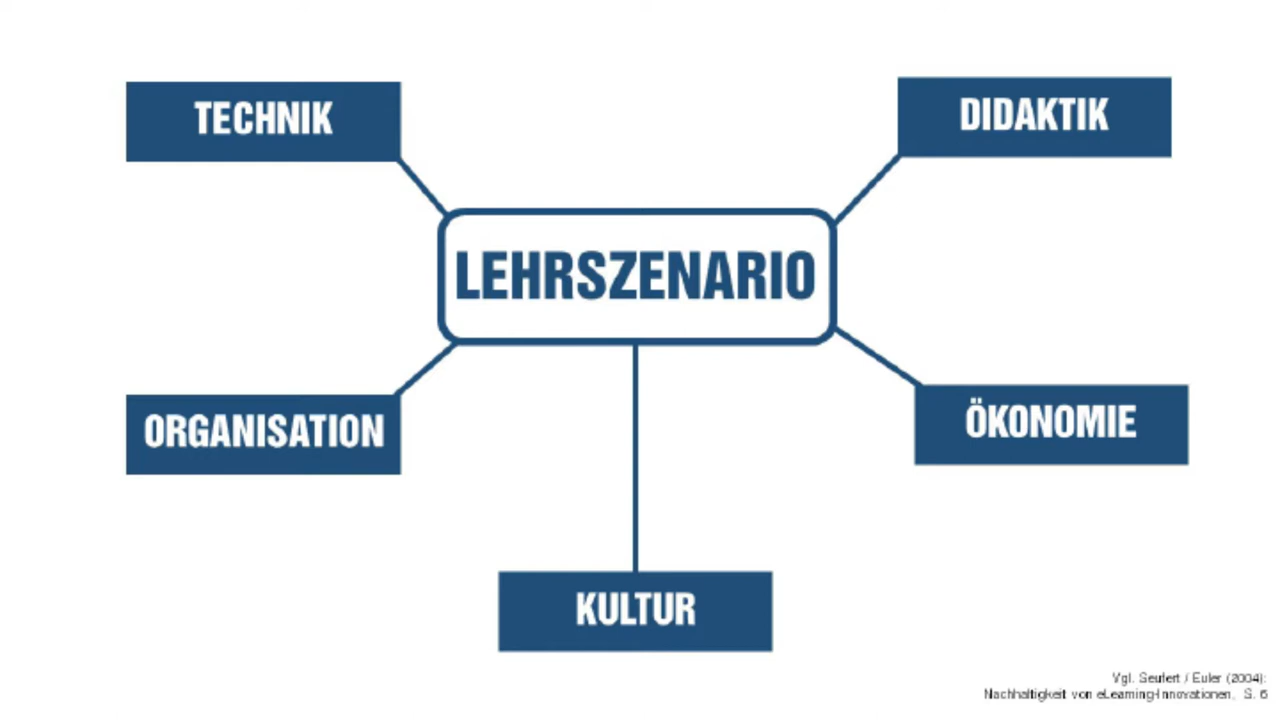 TECHNIK
DIDAKTIK
LEHRSZENARIO
ORGANISATION
ÖKONOMIE
KULTUR
Vgl. Seufert / Euler (2004):
Nachhaltigkeit von eLearning-Innovationen, S. 6